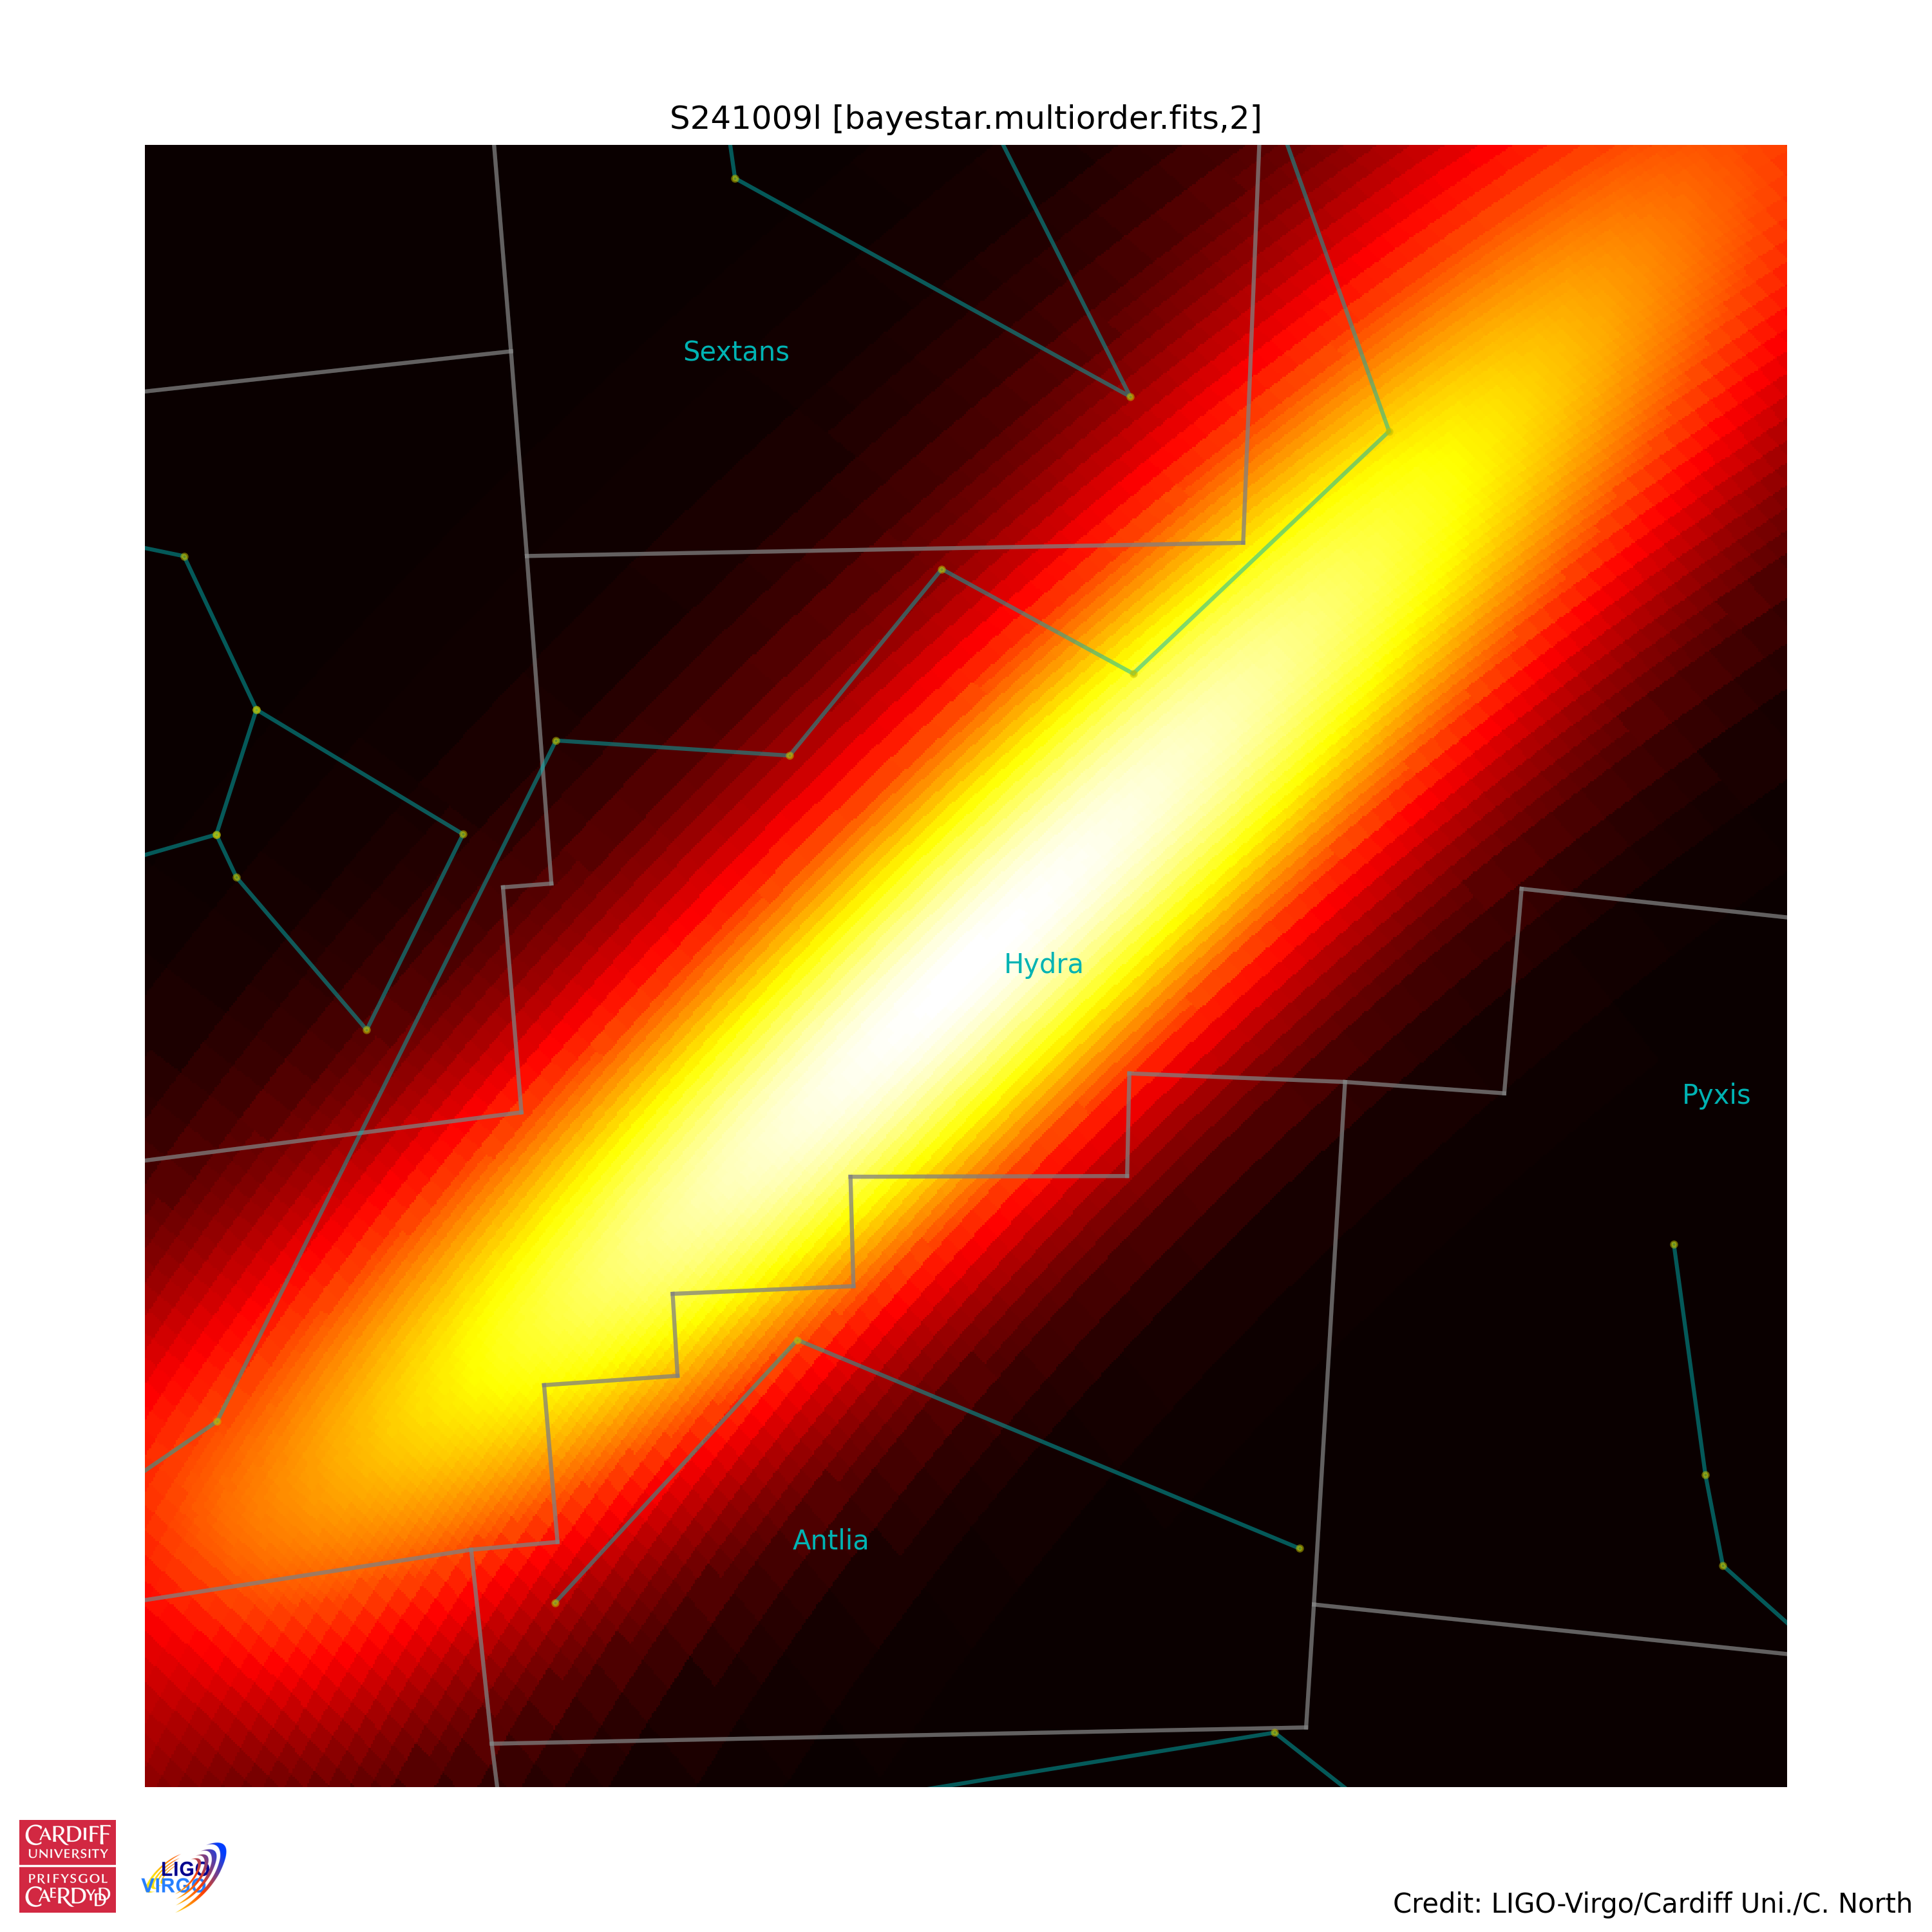 S241009l [bayestar.multiorder.fits,2]
Sextans
Hydra
Pyxis
Antlia
CARDIFF
UNIVERSITY
PRIFYSGOL
CAERDYDD
LIGO
VIRGO
Credit: LIGO-Virgo/Cardiff Uni./C. North